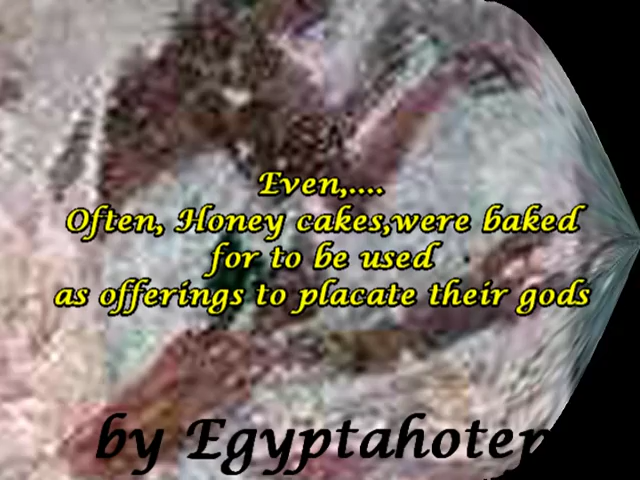 Even,....
Often, Honey cakes,were baked
for to be used
as offerings to placate their gods
by Egyptahotep